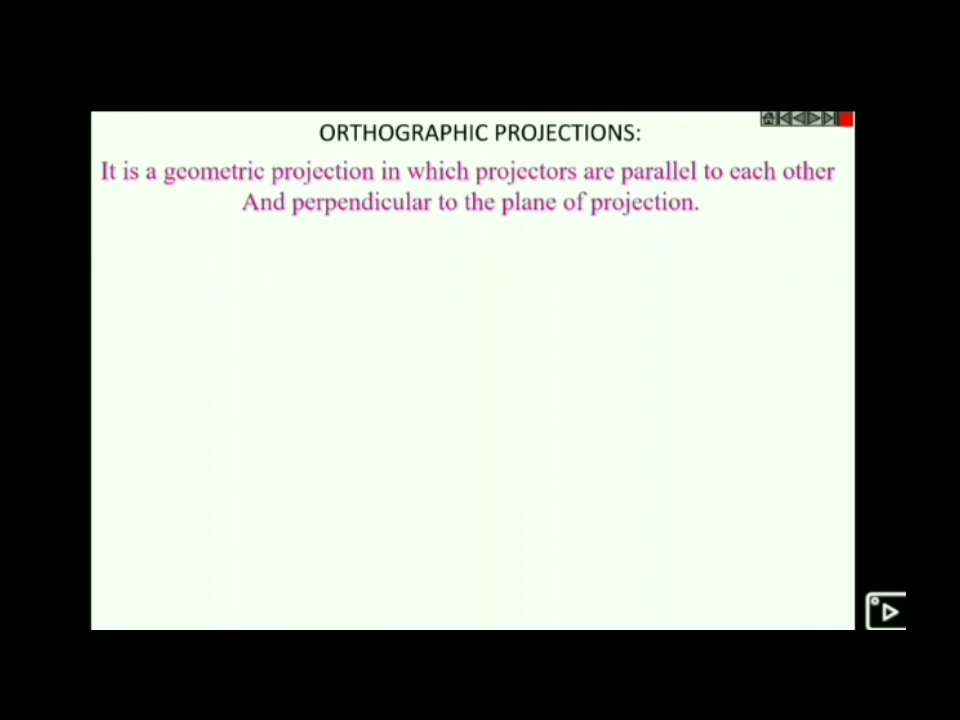 ORTHOGRAPHIC PROJECTIONS:
It is a geometric projection in which projectors are parallel to each other
And perpendicular to the plane of projection.